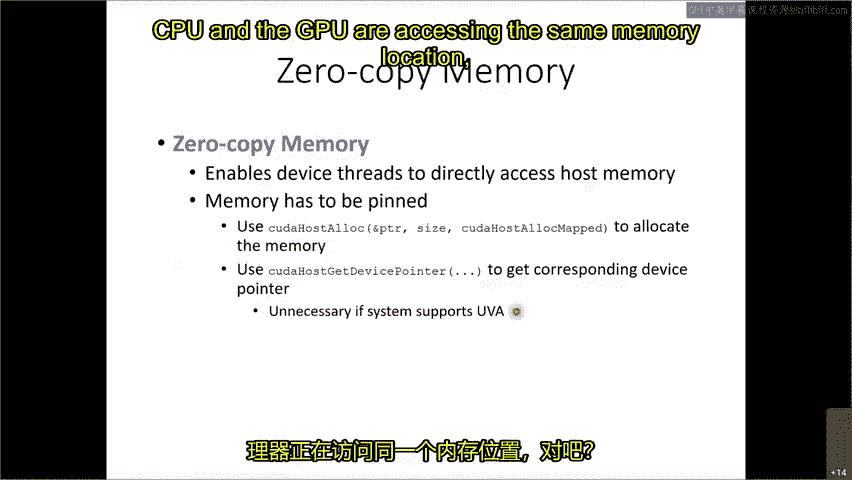 CPU and the GPU are accessing the same memory
location,
Zero-copy Memory
• Zero-copy Memory
• Enables device threads to directly access host memory
• Memory has to be pinned
• Use cudaHostAlloc(&ptr, size, cudaHostAllocMapped) to allocate
the memory
• Use cudaHostGetDevicePointer(...) to get corresponding device
pointer
• Unnecessary if system supports UVA
理器正在访问同一个内存位置，对吧？
+14